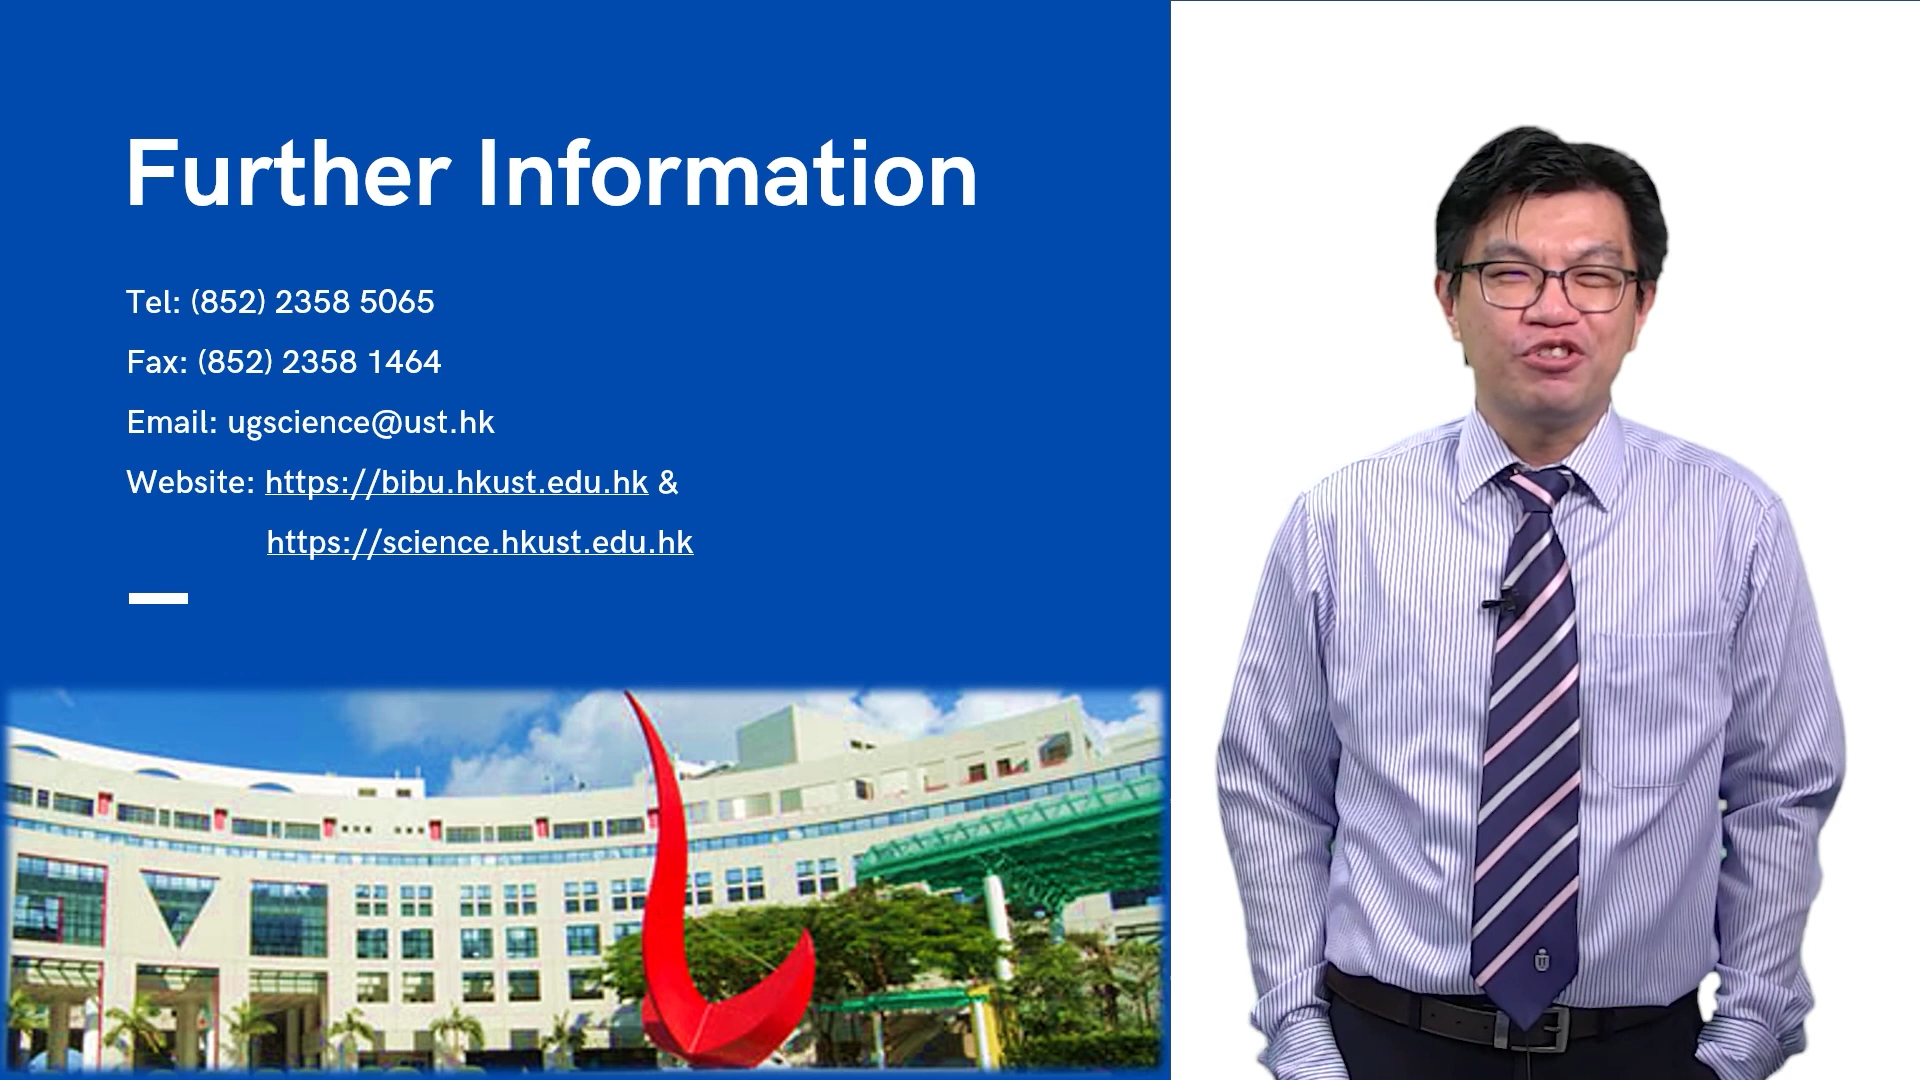 Further Information
Tel: (852) 2358 5065
Fax: (852) 2358 1464
Email: ugscience@ust.hk
Website: https://bibu.hkust.edu.hk &
https://science.hkust.edu.hk